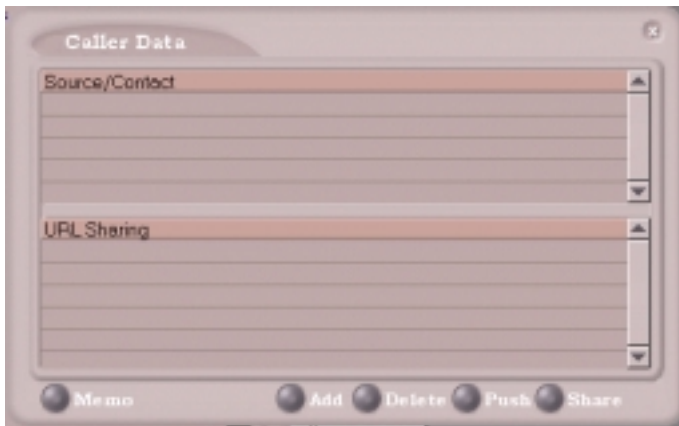 Caller Data
Source/Contact
URL Sharing
Memo Add Delete Push Share